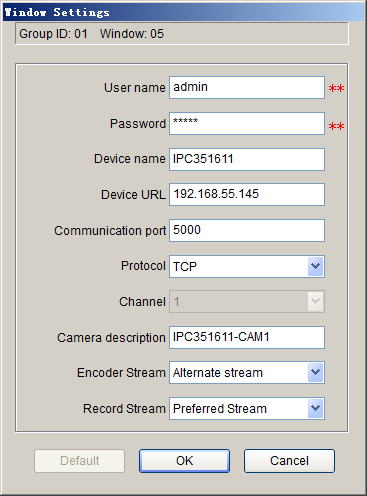 Window Settings
Group ID: 01 Window: 05
User name admin **
Password ***** **
Device name IPC351611
Device URL 192.168.55.145
Communication port 5000
Protocol TCP
Channel 1
Camera description IPC351611-CAM1
Encoder Stream Alternate stream
Record Stream Preferred Stream
Default OK Cancel